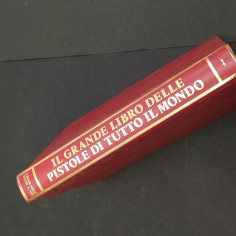 IL GRANDE LIBRO DELLE
PISTOLE DI TUTTO IL MONDO
1